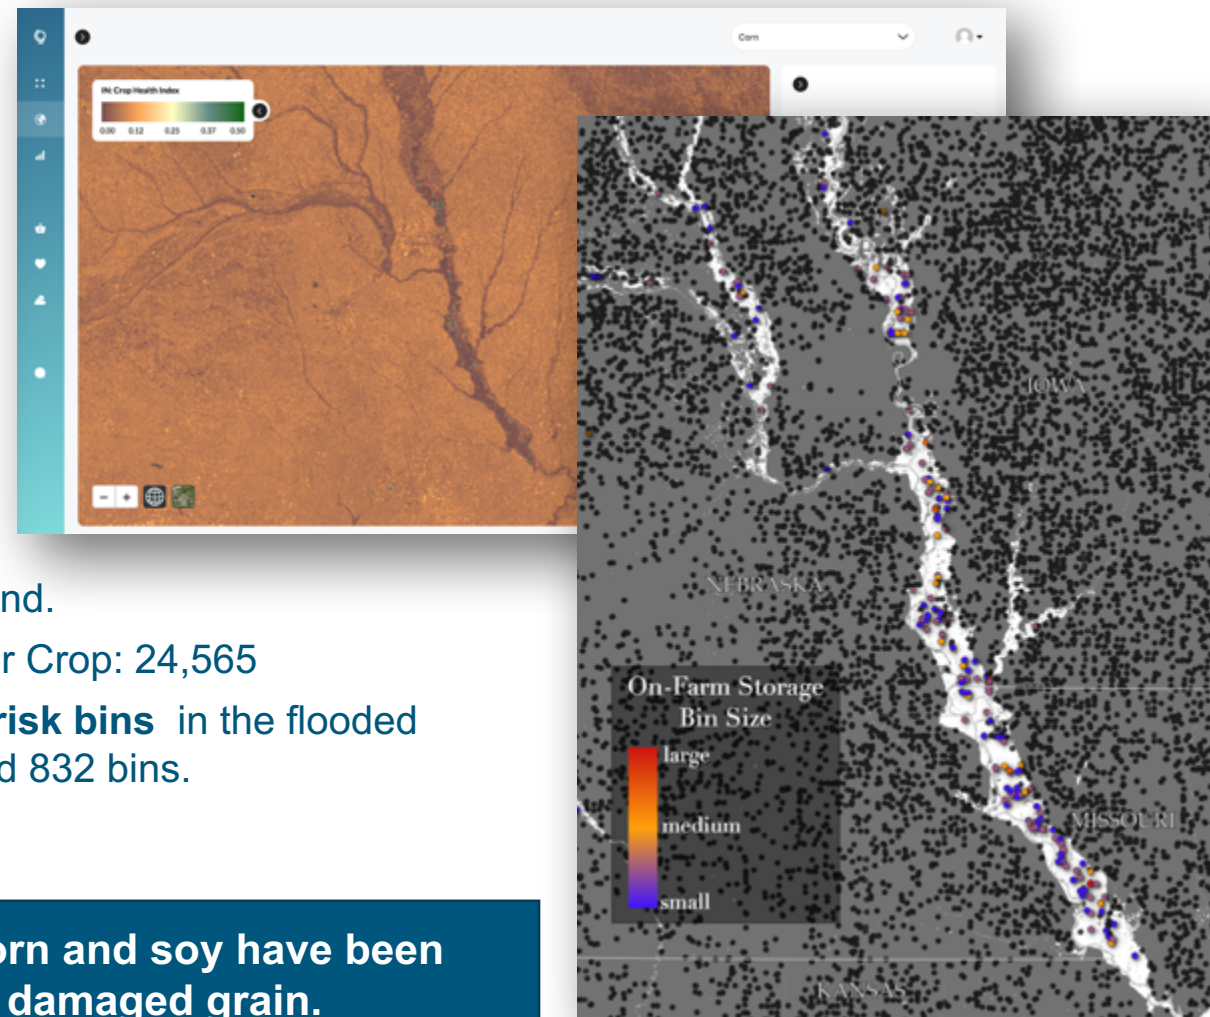 Corn
IN: Crop Health Index
0.00 0.12 0.25 0.37 0.50
IOWA
NEBRASKA
nd.
r Crop: 24,565
risk bins in the flooded
d 832 bins.
On-Farm Storage
Bin Size
large
medium
small
MISSOURI
orn and soy have been
damaged grain.
KANSAS